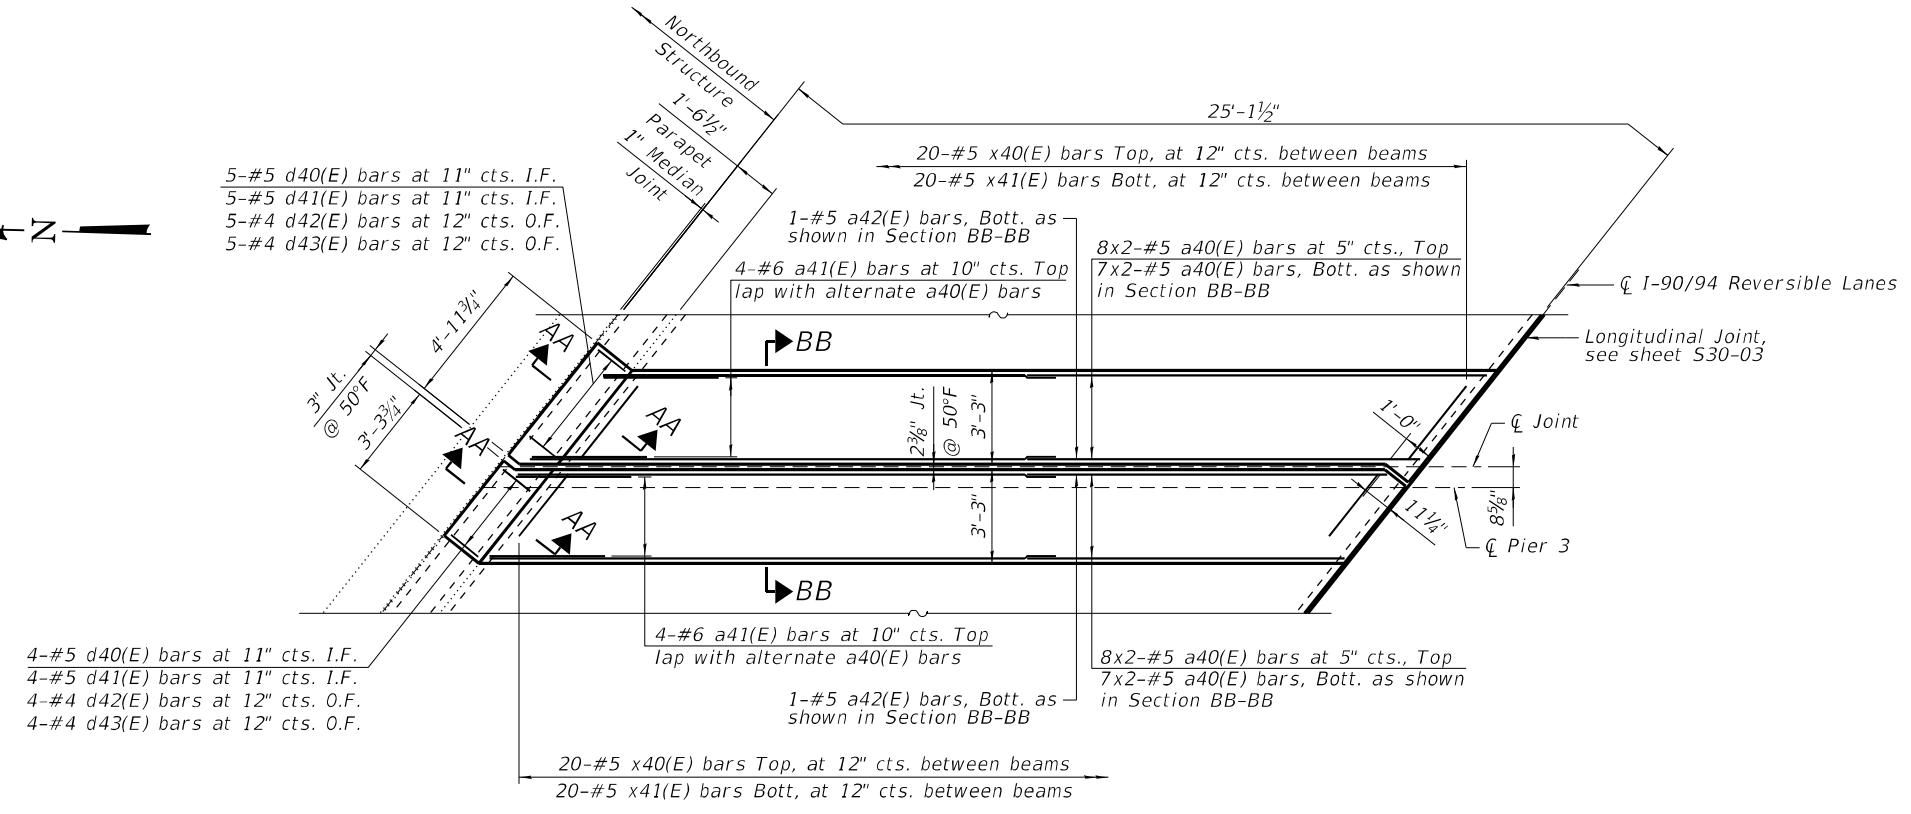 Northbound
Structure
1'-6½"
Parapet
1" Median
Joint
25'-1½"
20-#5 x40(E) bars Top, at 12" cts. between beams
20-#5 x41(E) bars Bott, at 12" cts. between beams
5-#5 d40(E) bars at 11" cts. I.F.
5-#5 d41(E) bars at 11" cts. I.F.
5-#4 d42(E) bars at 12" cts. O.F.
5-#4 d43(E) bars at 12" cts. O.F.
N
1-#5 a42(E) bars, Bott. as
shown in Section BB-BB
8x2-#5 a40(E) bars at 5" cts., Top
7x2-#5 a40(E) bars, Bott. as shown
in Section BB-BB
4-#6 a41(E) bars at 10" cts. Top
lap with alternate a40(E) bars
℄ I-90/94 Reversible Lanes
Longitudinal Joint,
see sheet S30-03
4'-11¾"
AA
BB
3" Jt.
@ 50°F
3'-3¾"
AA
AA
2⅜" Jt.
@ 50°F
3'-3"
1'-0"
℄ Joint
3'-3"
11¼"
8⅝"
℄ Pier 3
AA
BB
4-#6 a41(E) bars at 10" cts. Top
lap with alternate a40(E) bars
8x2-#5 a40(E) bars at 5" cts., Top
7x2-#5 a40(E) bars, Bott. as shown
in Section BB-BB
4-#5 d40(E) bars at 11" cts. I.F.
4-#5 d41(E) bars at 11" cts. I.F.
4-#4 d42(E) bars at 12" cts. O.F.
4-#4 d43(E) bars at 12" cts. O.F.
1-#5 a42(E) bars, Bott. as
shown in Section BB-BB
20-#5 x40(E) bars Top, at 12" cts. between beams
20-#5 x41(E) bars Bott, at 12" cts. between beams